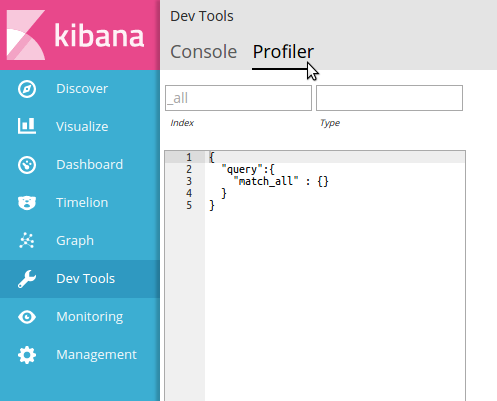 kibana
Discover
Visualize
Dashboard
Timelion
Graph
Dev Tools
Monitoring
Management
Dev Tools
Console Profiler
_all
Index Type
1 {
2 "query":{
3 "match_all" : {}
4 }
5 }